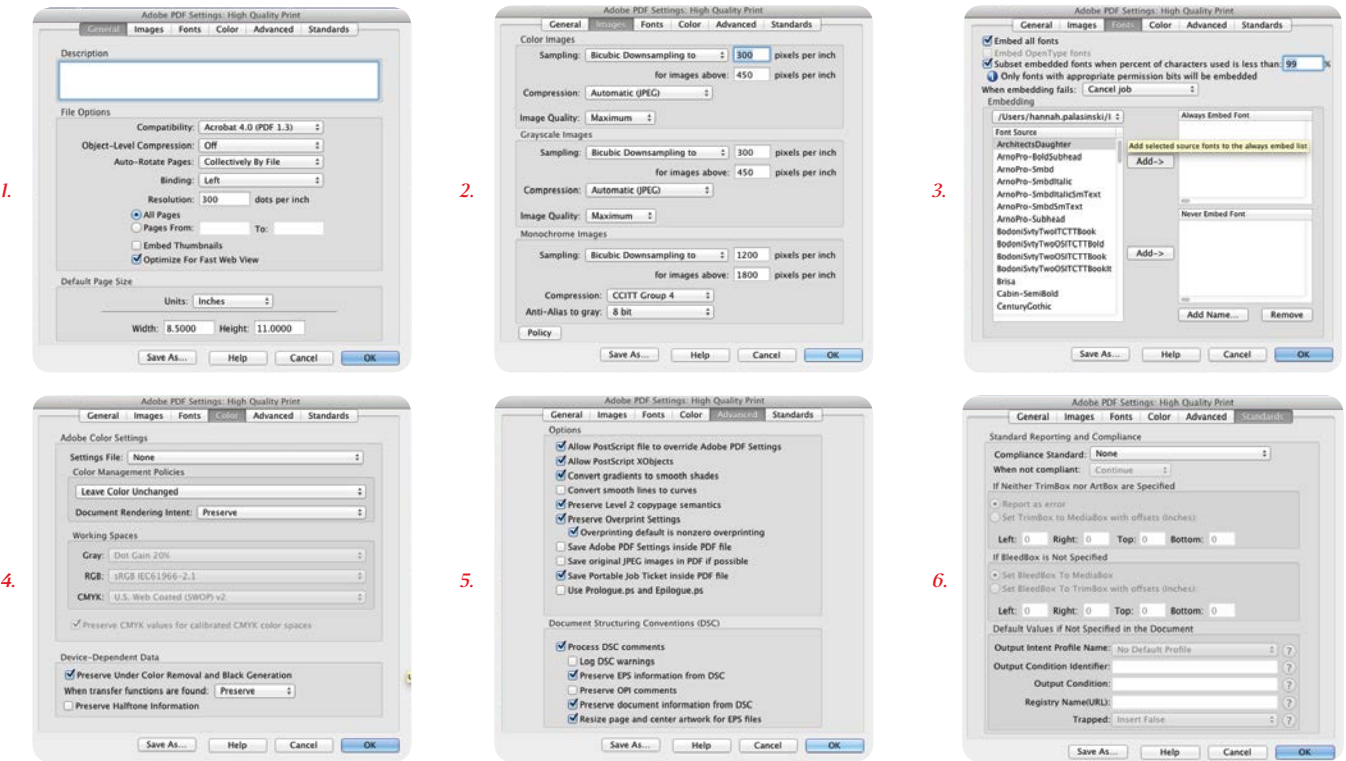 1.
Adobe PDF Settings: High Quality Print
General Images Fonts Color Advanced Standards
Description
File Options
Compatibility: Acrobat 4.0 (PDF 1.3)
Object-Level Compression: Off
Auto-Rotate Pages: Collectively By File
Binding: Left
Resolution: 300 dots per inch
All Pages
Pages From: To:
Embed Thumbnails
Optimize For Fast Web View
Default Page Size
Units: Inches
Width: 8.5000 Height: 11.0000
Save As... Help Cancel OK
2.
Adobe PDF Settings: High Quality Print
General Images Fonts Color Advanced Standards
Color Images
Sampling: Bicubic Downsampling to 300 pixels per inch
for images above: 450 pixels per inch
Compression: Automatic (JPEG)
Image Quality: Maximum
Grayscale Images
Sampling: Bicubic Downsampling to 300 pixels per inch
for images above: 450 pixels per inch
Compression: Automatic (JPEG)
Image Quality: Maximum
Monochrome Images
Sampling: Bicubic Downsampling to 1200 pixels per inch
for images above: 1800 pixels per inch
Compression: CCITT Group 4
Anti-Alias to gray: 8 bit
Policy
Save As... Help Cancel OK
3.
Adobe PDF Settings: High Quality Print
General Images Fonts Color Advanced Standards
Embed all fonts
Embed OpenType fonts
Subset embedded fonts when percent of characters used is less than: 99 %
Only fonts with appropriate permission bits will be embedded
When embedding fails: Cancel job
Embedding
/Users/hannah.palasinski/l
Always Embed Font
Font Source
ArchitectsDaughter
Add selected source fonts to the always embed list
ArnoPro-BoldSubhead
Add->
ArnoPro-Smbd
ArnoPro-SmbdItalic
ArnoPro-SmbdItalicSmText
ArnoPro-SmbdSmText
Never Embed Font
ArnoPro-Subhead
BodoniSvtyTwoITCTTBook
BodoniSvtyTwoOSITCTTBold
BodoniSvtyTwoOSITCTTBook
Add->
BodoniSvtyTwoOSITCTTBookIt
Brisa
Cabin-SemiBold
CenturyGothic
Add Name... Remove
Save As... Help Cancel OK
4.
Adobe PDF Settings: High Quality Print
General Images Fonts Color Advanced Standards
Adobe Color Settings
Settings File: None
Color Management Policies
Leave Color Unchanged
Document Rendering Intent: Preserve
Working Spaces
Gray: Dot Gain 20%
RGB: sRGB IEC61966-2.1
CMYK: U.S. Web Coated (SWOP) v2
Preserve CMYK values for calibrated CMYK color spaces
Device-Dependent Data
Preserve Under Color Removal and Black Generation
When transfer functions are found: Preserve
Preserve Halftone Information
Save As... Help Cancel OK
5.
Adobe PDF Settings: High Quality Print
General Images Fonts Color Advanced Standards
Options
Allow PostScript file to override Adobe PDF Settings
Allow PostScript XObjects
Convert gradients to smooth shades
Convert smooth lines to curves
Preserve Level 2 copypage semantics
Preserve Overprint Settings
Overprinting default is nonzero overprinting
Save Adobe PDF Settings inside PDF file
Save original JPEG images in PDF if possible
Save Portable Job Ticket inside PDF file
Use Prologue.ps and Epilogue.ps
Document Structuring Conventions (DSC)
Process DSC comments
Log DSC warnings
Preserve EPS information from DSC
Preserve OPI comments
Preserve document information from DSC
Resize page and center artwork for EPS files
Save As... Help Cancel OK
6.
Adobe PDF Settings: High Quality Print
General Images Fonts Color Advanced Standards
Standard Reporting and Compliance
Compliance Standard: None
When not compliant: Continue
If Neither TrimBox nor ArtBox are Specified
Report as error
Set TrimBox to MediaBox with offsets (Inches):
Left: 0 Right: 0 Top: 0 Bottom: 0
If BleedBox is Not Specified
Set BleedBox To MediaBox
Set BleedBox To TrimBox with offsets (Inches):
Left: 0 Right: 0 Top: 0 Bottom: 0
Default Values if Not Specified in the Document
Output Intent Profile Name: No Default Profile ?
Output Condition Identifier: ?
Output Condition: ?
Registry Name(URL): ?
Trapped: Insert False ?
Save As... Help Cancel OK